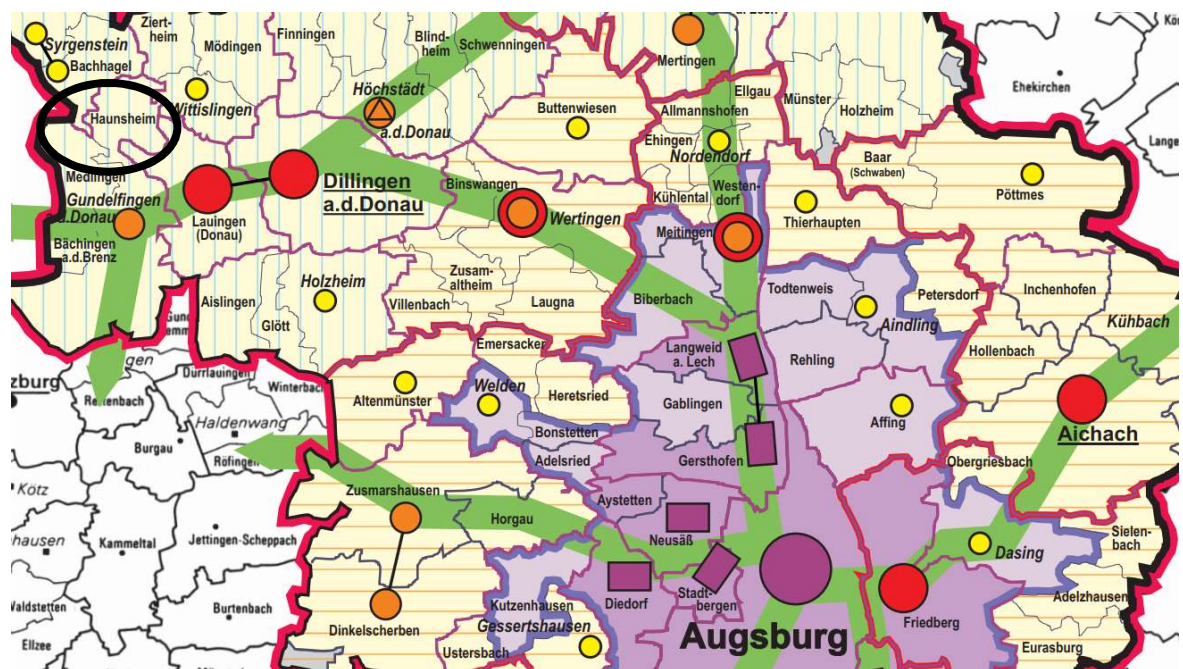 Ziert-
heim
Finningen
Blind-
heim
Schwenningen
Mödingen
Syrgenstein
Bachhagel
Mertingen
Ehekirchen
Höchstädt
a.d.Donau
Wittislingen
Haunsheim
Buttenwiesen
Ellgau
Allmannshofen
Münster
Holzheim
Ehingen
Nordendorf
Baar
(Schwaben)
Pöttmes
Medlingen
Gundelfingen
a.d.Donau
Dillingen
a.d.Donau
Binswangen
Wertingen
Kühlental
Westen-
dorf
Thierhaupten
Lauingen
(Donau)
Bächingen
a.d.Brenz
Meitingen
Aislingen
Holzheim
Glött
Zusam-
altheim
Villenbach
Laugna
Biberbach
Todtenweis
Aindling
Petersdorf
Inchenhofen
Kühbach
Hollenbach
Emersacker
Langweid
a. Lech
Rehling
Dürrlauingen
Winterbach
Rettenbach
Altenmünster
Welden
Heretsried
Gablingen
Affing
Aichach
Haldenwang
Burgau
Röfingen
Bonstetten
Adelsried
Gersthofen
Obergriesbach
Kötz
Zusmarshausen
Horgau
Aystetten
Neusäß
Kammeltal
Jettingen-Scheppach
Dasing
Sielen-
bach
Diedorf
Stadt-
bergen
Waldstetten
Burtenbach
Ellzee
Dinkelscherben
Kutzenhausen
Gessertshausen
Ustersbach
Augsburg
Friedberg
Adelzhausen
Eurasburg